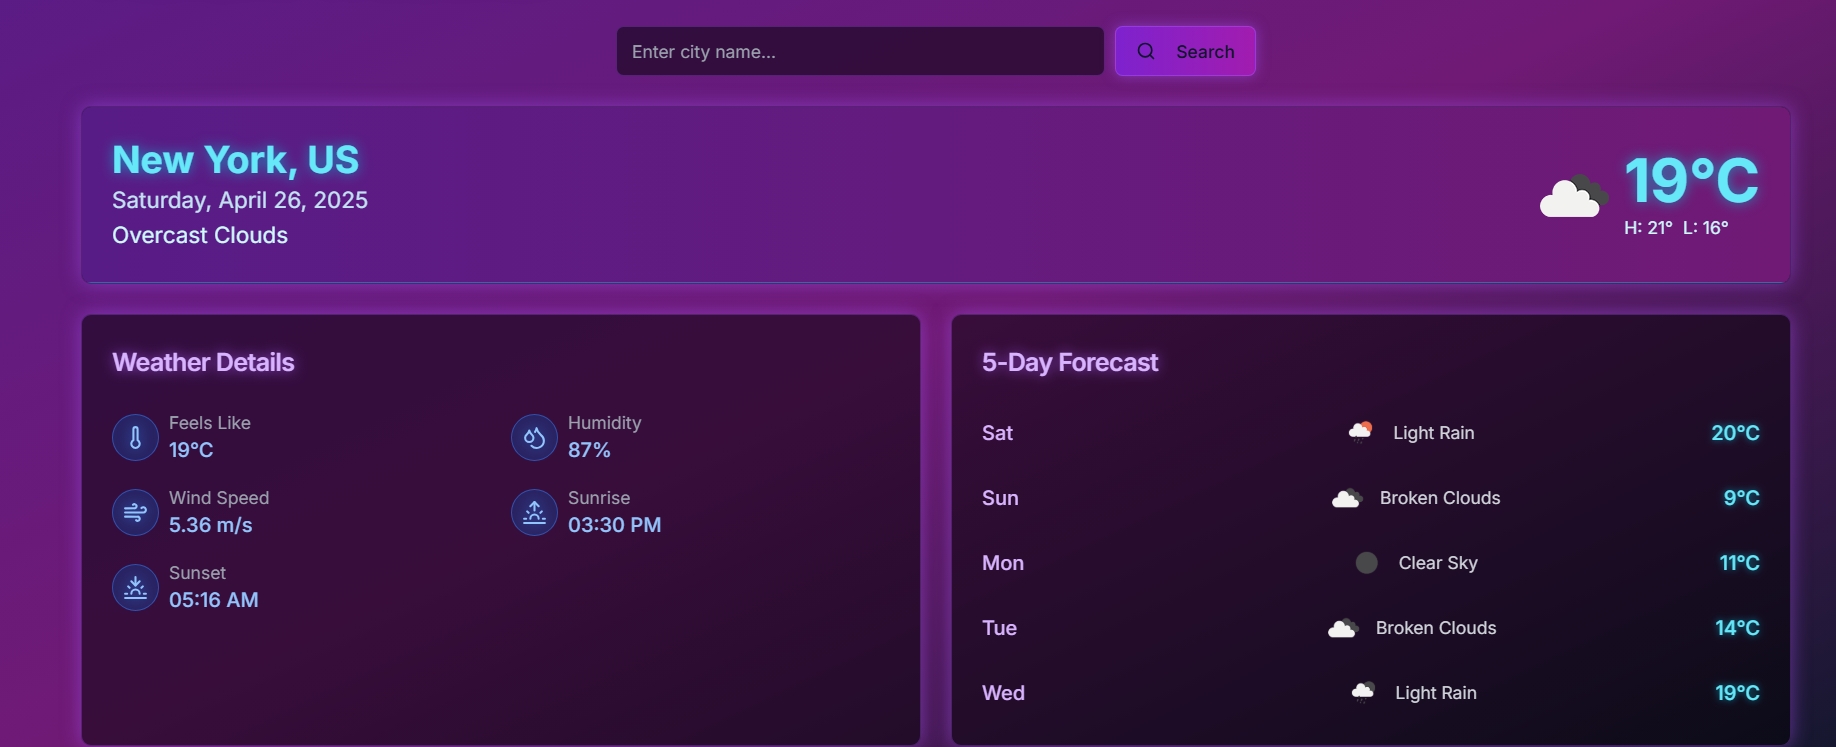 Enter city name...
Search
New York, US
Saturday, April 26, 2025
Overcast Clouds
19°C
H: 21° L: 16°
Weather Details
Feels Like
19°C
Humidity
87%
Wind Speed
5.36 m/s
Sunrise
03:30 PM
Sunset
05:16 AM
5-Day Forecast
Sat Light Rain 20°C
Sun Broken Clouds 9°C
Mon Clear Sky 11°C
Tue Broken Clouds 14°C
Wed Light Rain 19°C